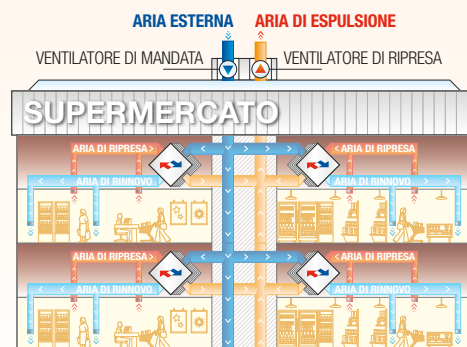 ARIA ESTERNA ARIA DI ESPULSIONE
VENTILATORE DI MANDATA VENTILATORE DI RIPRESA
SUPERMERCATO
ARIA DI RIPRESA> <ARIA DI RIPRESA
< ARIA DI RINNOVO ARIA DI RINNOVO >
ARIA DI RIPRESA> <ARIA DI RIPRESA
< ARIA DI RINNOVO ARIA DI RINNOVO >